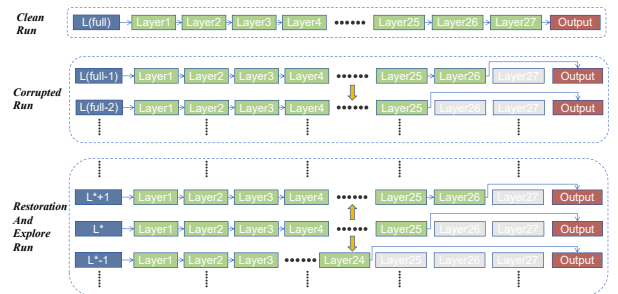 Clean Run
L(full) Layer1 Layer2 Layer3 Layer4 Layer25 Layer26 Layer27 Output
Corrupted Run
L(full-1) Layer1 Layer2 Layer3 Layer4 Layer25 Layer26 Layer27 Output
L(full-2) Layer1 Layer2 Layer3 Layer4 Layer25 Layer26 Layer27 Output
Restoration And Explore Run
L*+1 Layer1 Layer2 Layer3 Layer4 Layer25 Layer26 Layer27 Output
L* Layer1 Layer2 Layer3 Layer4 Layer25 Layer26 Layer27 Output
L*-1 Layer1 Layer2 Layer3 Layer24 Layer25 Layer26 Layer27 Output